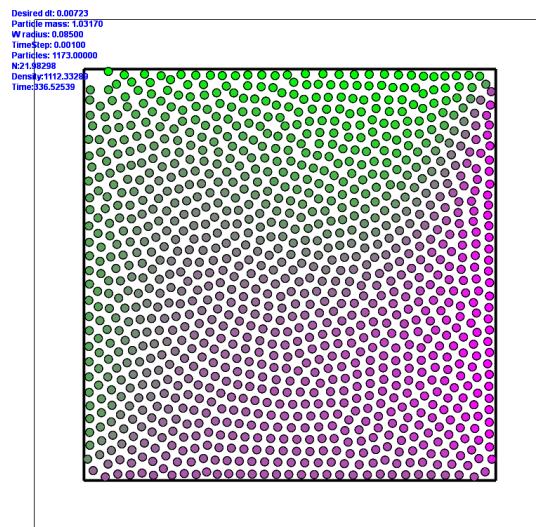 Desired dt: 0.00723
Particle mass: 1.03170
W radius: 0.08500
TimeStep: 0.00100
Particles: 1173.00000
N:21.98298
Density:1112.33289
Time:336.52539